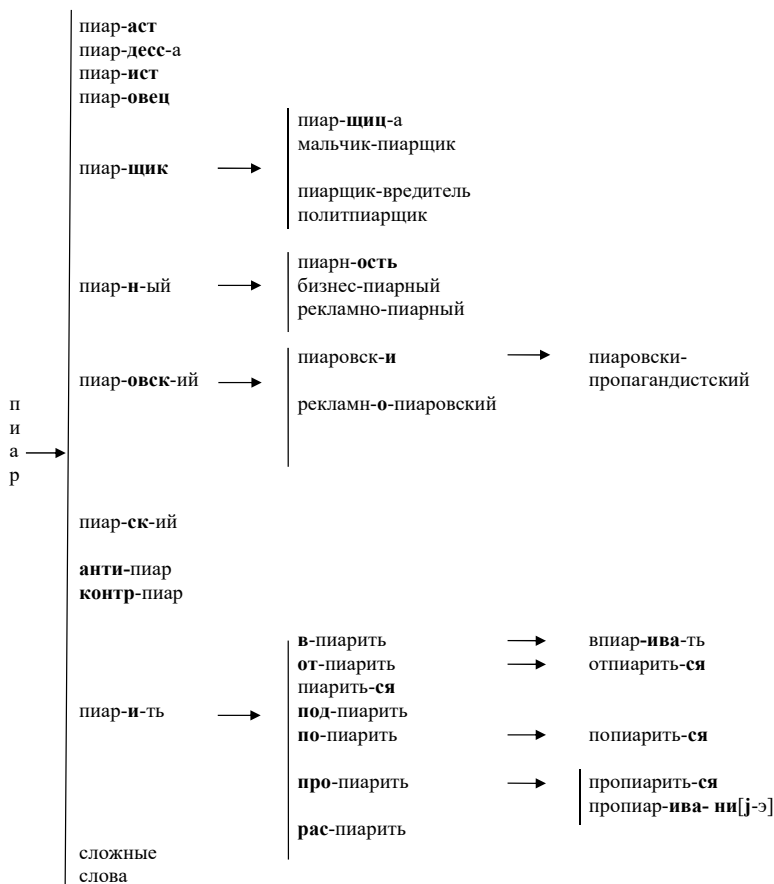 пиар-аст
пиар-десс-а
пиар-ист
пиар-овец
пиар-щиц-а
мальчик-пиарщик
пиар-щик
пиарщик-вредитель
политпиарщик
пиарн-ость
пиар-н-ый
бизнес-пиарный
рекламно-пиарный
пиаровск-и
пиаровски-
пиар-овск-ий
пропагандистский
рекламн-о-пиаровский
п
и
а
р
пиар-ск-ий
анти-пиар
контр-пиар
в-пиарить
впиар-ива-ть
от-пиарить
отпиарить-ся
пиарить-ся
пиар-и-ть
под-пиарить
по-пиарить
попиарить-ся
про-пиарить
пропиарить-ся
пропиар-ива- ни[j-э]
рас-пиарить
сложные
слова